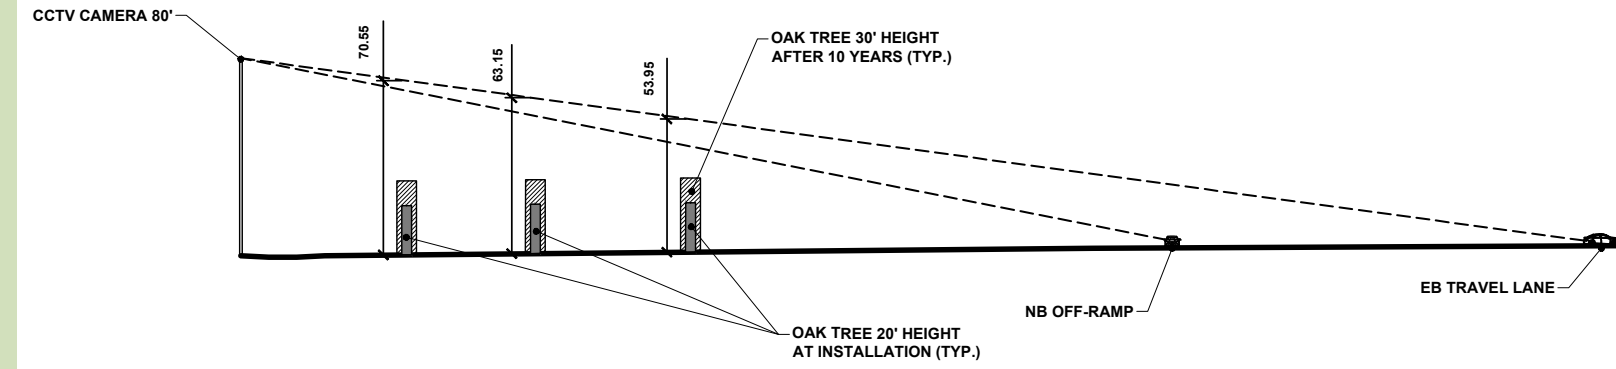 CCTV CAMERA 80'
70.55
63.15
53.95
OAK TREE 30' HEIGHT
AFTER 10 YEARS (TYP.)
EB TRAVEL LANE
NB OFF-RAMP
OAK TREE 20' HEIGHT
AT INSTALLATION (TYP.)